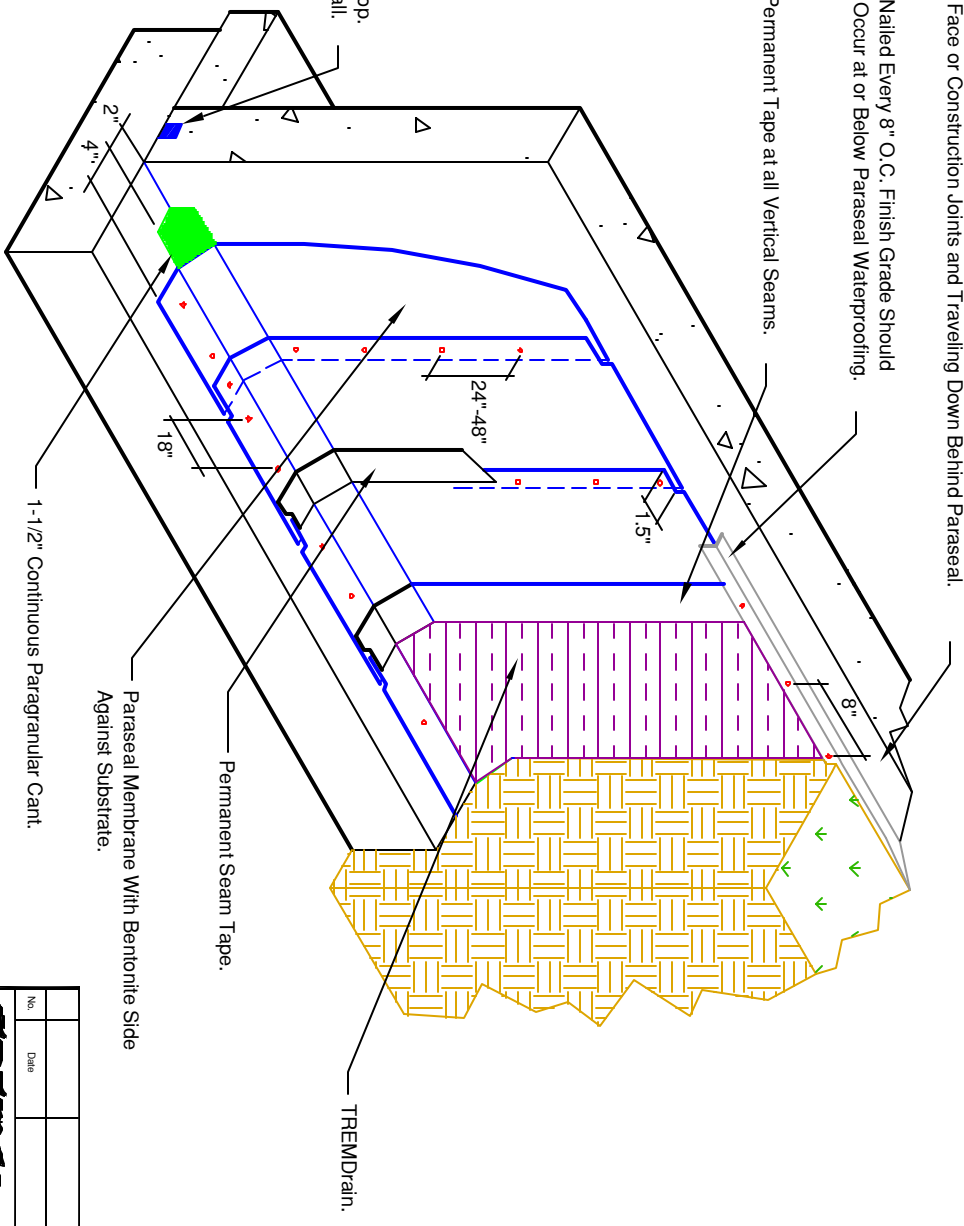 Face or Construction Joints and Traveling Down Behind Paraseal.
Nailed Every 8" O.C. Finish Grade Should
Occur at or Below Paraseal Waterproofing.
Permanent Tape at all Vertical Seams.
2"
4"
18"
24"-48"
1.5"
8"
1-1/2" Continuous Paragranular Cant.
Paraseal Membrane With Bentonite Side
Against Substrate.
Permanent Seam Tape.
TREMDrain.
No.
Date